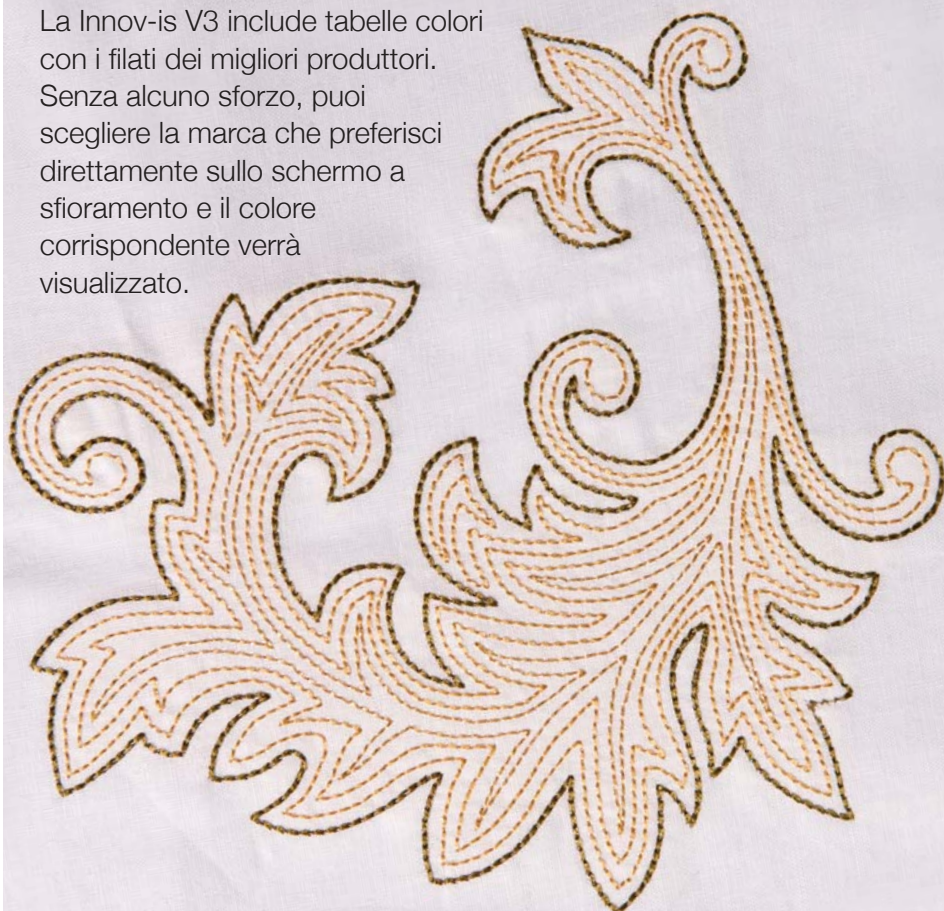 La Innov-is V3 include tabelle colori
con i filati dei migliori produttori.
Senza alcuno sforzo, puoi
scegliere la marca che preferisci
direttamente sullo schermo a
sfioramento e il colore
corrispondente verrà
visualizzato.